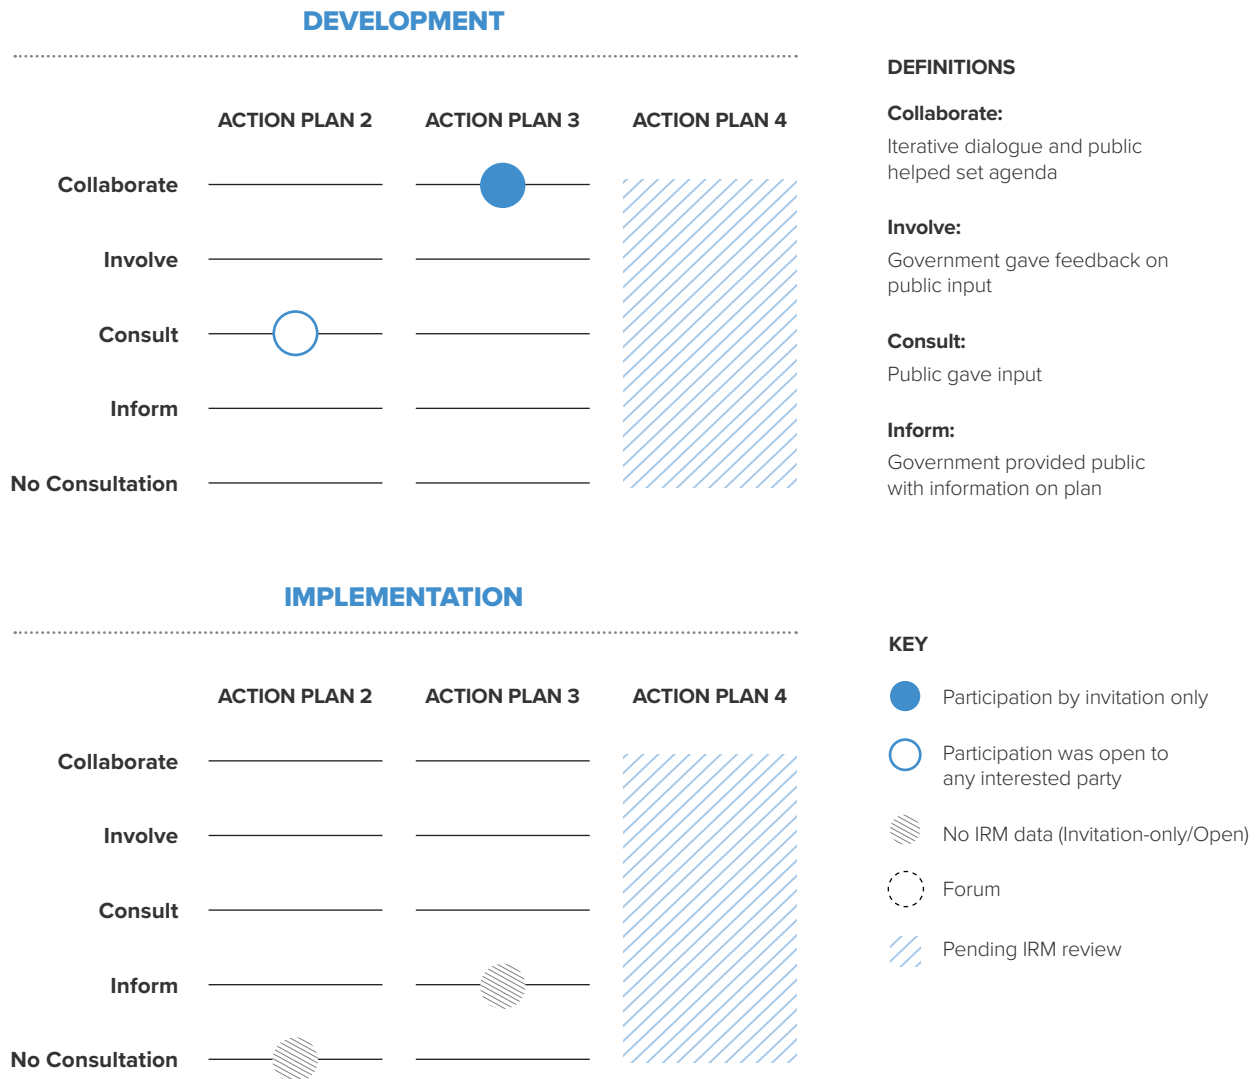 DEVELOPMENT
ACTION PLAN 2
ACTION PLAN 3
ACTION PLAN 4
Collaborate
Involve
Consult
Inform
No Consultation
DEFINITIONS
Collaborate:
Iterative dialogue and public
helped set agenda
Involve:
Government gave feedback on
public input
Consult:
Public gave input
Inform:
Government provided public
with information on plan
IMPLEMENTATION
ACTION PLAN 2
ACTION PLAN 3
ACTION PLAN 4
Collaborate
Involve
Consult
Inform
No Consultation
KEY
Participation by invitation only
Participation was open to
any interested party
No IRM data (Invitation-only/Open)
Forum
Pending IRM review